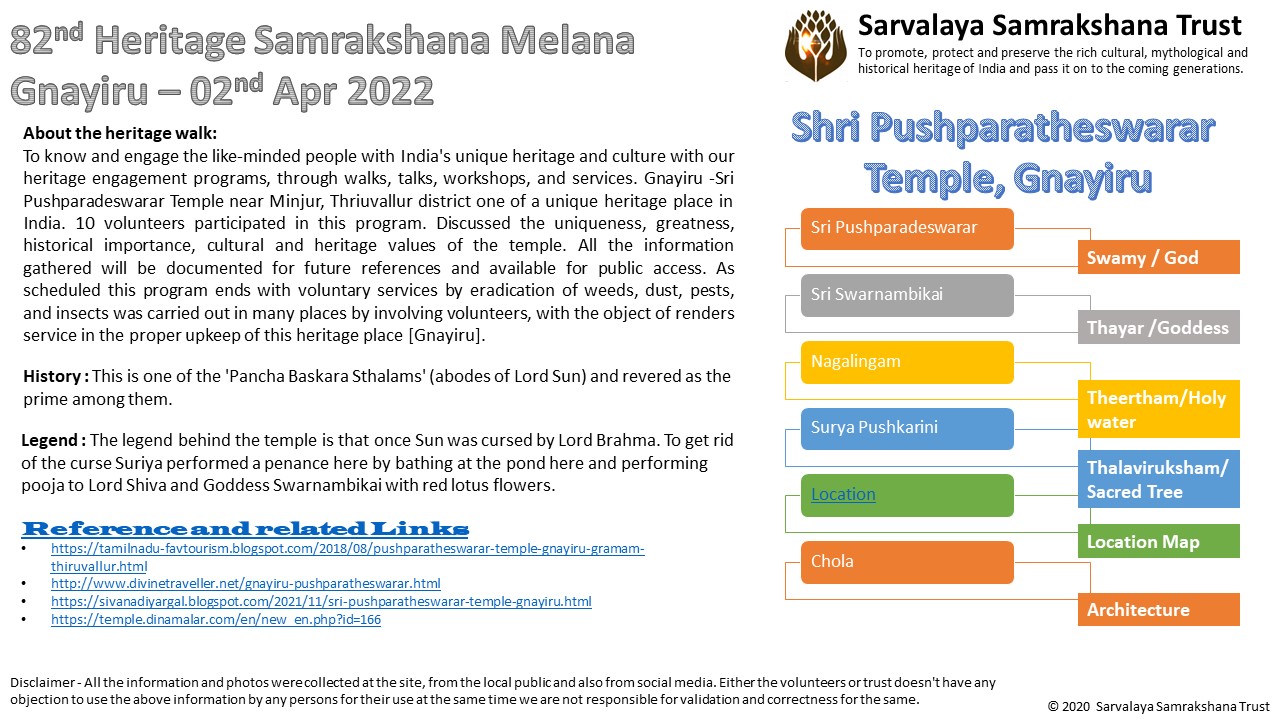 82nd Heritage Samrakshana Melana
Gnayiru – 02nd Apr 2022
Sarvalaya Samrakshana Trust
To promote, protect and preserve the rich cultural, mythological and
historical heritage of India and pass it on to the coming generations.
About the heritage walk:
To know and engage the like-minded people with India's unique heritage and culture with our
heritage engagement programs, through walks, talks, workshops, and services. Gnayiru -Sri
Pushparadeswarar Temple near Minjur, Thriuvallur district one of a unique heritage place in
India. 10 volunteers participated in this program. Discussed the uniqueness, greatness,
historical importance, cultural and heritage values of the temple. All the information
gathered will be documented for future references and available for public access. As
scheduled this program ends with voluntary services by eradication of weeds, dust, pests,
and insects was carried out in many places by involving volunteers, with the object of renders
service in the proper upkeep of this heritage place [Gnayiru].
History : This is one of the 'Pancha Baskara Sthalams' (abodes of Lord Sun) and revered as the
prime among them.
Legend : The legend behind the temple is that once Sun was cursed by Lord Brahma. To get rid
of the curse Suriya performed a penance here by bathing at the pond here and performing
pooja to Lord Shiva and Goddess Swarnambikai with red lotus flowers.
Reference and related Links
• https://tamilnadu-favtourism.blogspot.com/2018/08/pushparatheswarar-temple-gnayiru-gramam-
thiruvallur.html
• http://www.divinetraveller.net/gnayiru-pushparatheswarar.html
• https://sivanadiyargal.blogspot.com/2021/11/sri-pushparatheswarar-temple-gnayiru.html
• https://temple.dinamalar.com/en/new_en.php?id=166
Shri Pushparatheswarar
Temple, Gnayiru
Sri Pushparadeswarar
Swamy / God
Sri Swarnambikai
Thayar /Goddess
Nagalingam
Theertham/Holy
water
Surya Pushkarini
Thalaviruksham/
Sacred Tree
Location
Location Map
Chola
Architecture
Disclaimer - All the information and photos were collected at the site, from the local public and also from social media. Either the volunteers or trust doesn't have any
objection to use the above information by any persons for their use at the same time we are not responsible for validation and correctness for the same.
© 2020 Sarvalaya Samrakshana Trust